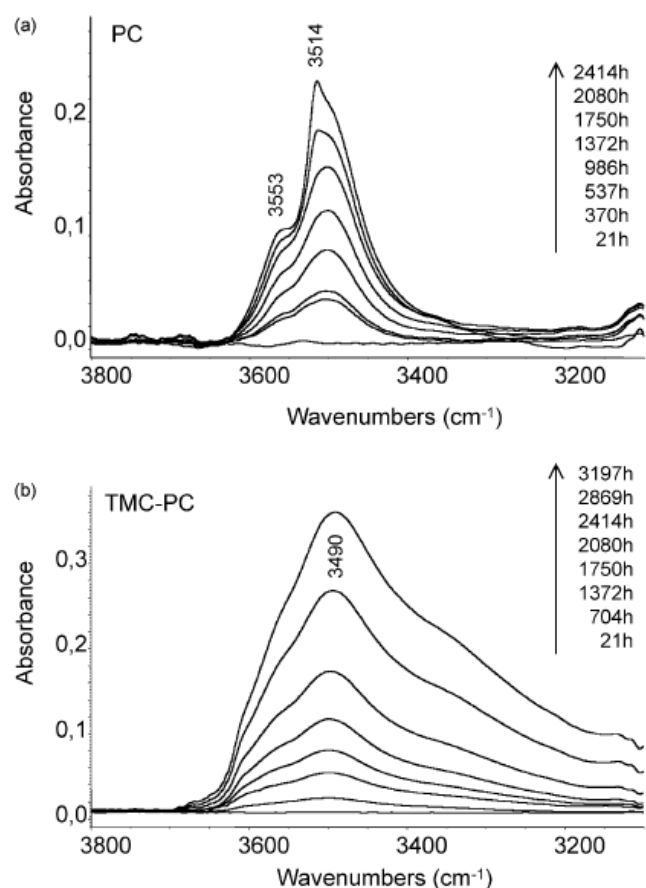 (a)
PC
3514
3553
2414h
2080h
1750h
1372h
986h
537h
370h
21h
Absorbance
0,2
0,1
0,0
3800
3600
3400
3200
Wavenumbers (cm⁻¹)
(b)
TMC-PC
3490
3197h
2869h
2414h
2080h
1750h
1372h
704h
21h
Absorbance
0,3
0,2
0,1
0,0
3800
3600
3400
3200
Wavenumbers (cm⁻¹)